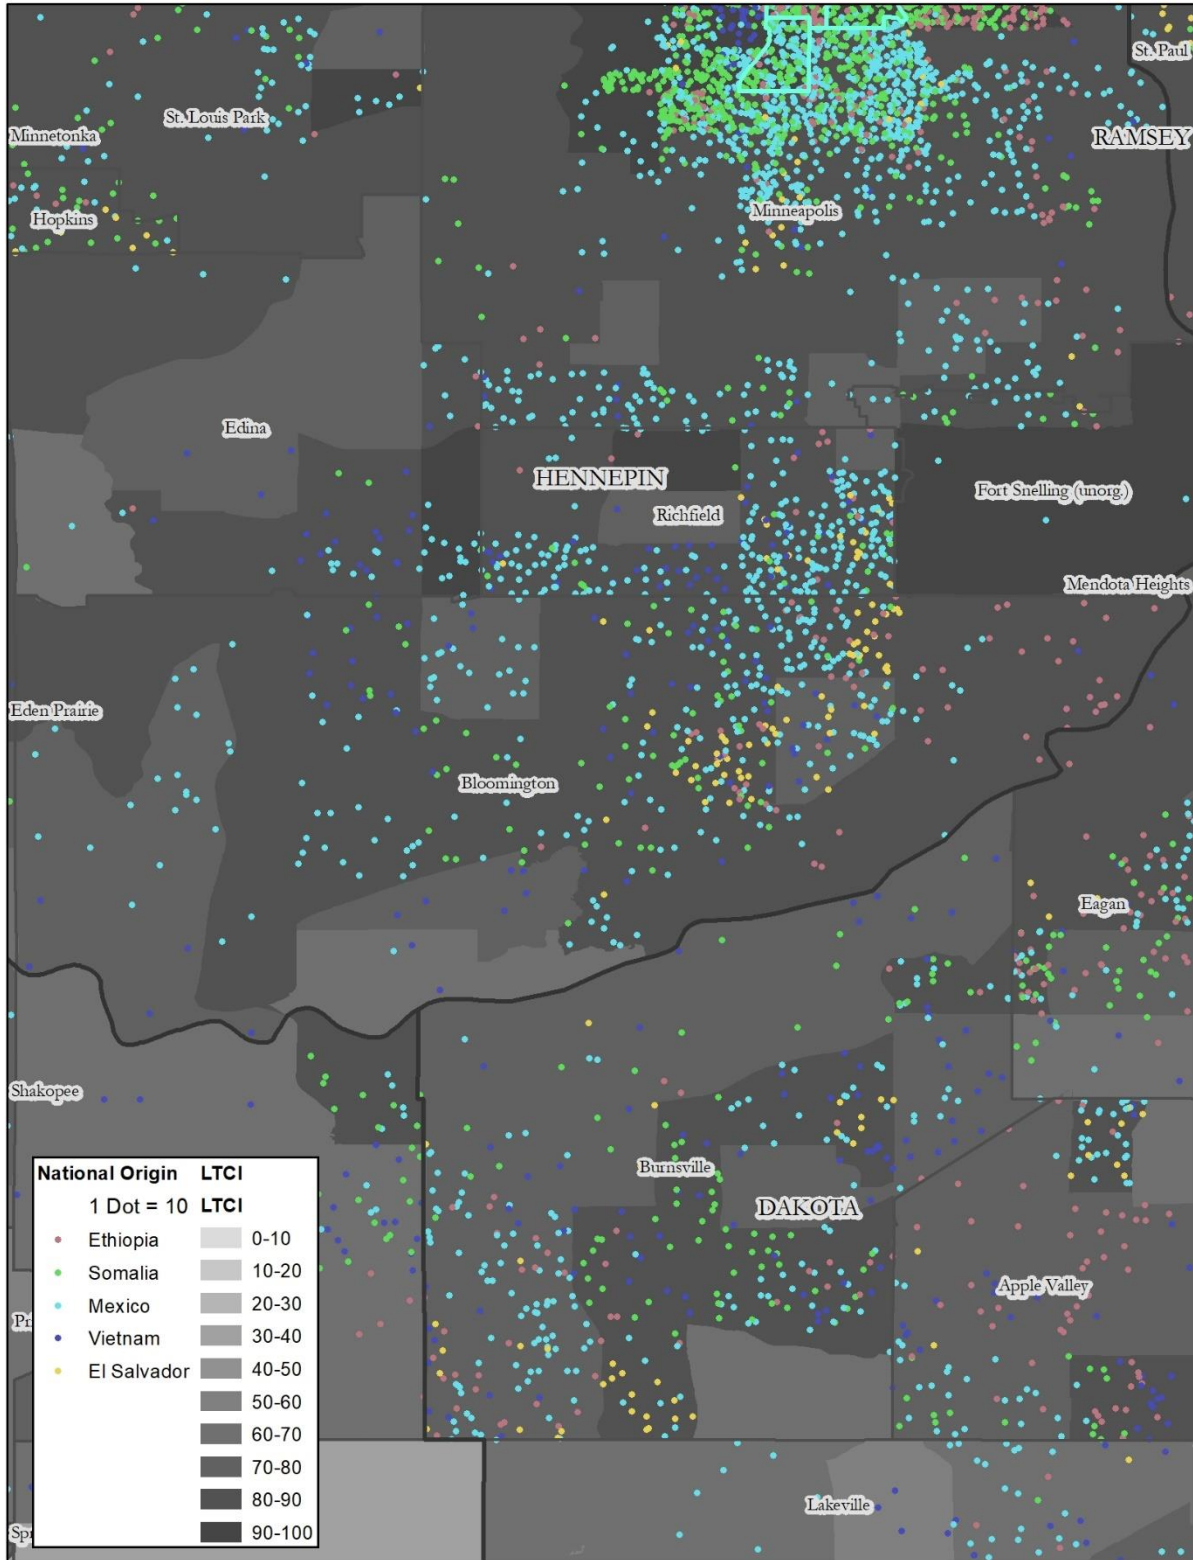 St. Paul
St. Louis Park
Minnetonka
RAMSEY
Hopkins
Minneapolis
Edina
HENNEPIN
Fort Snelling (unorg.)
Richfield
Mendota Heights
Eden Prairie
Bloomington
Eagan
Shakopee
Burnsville
DAKOTA
Apple Valley
Lakeville
Pri
Spr
National Origin LTCI
1 Dot = 10 LTCI
Ethiopia 0-10
Somalia 10-20
Mexico 20-30
Vietnam 30-40
El Salvador 40-50
50-60
60-70
70-80
80-90
90-100